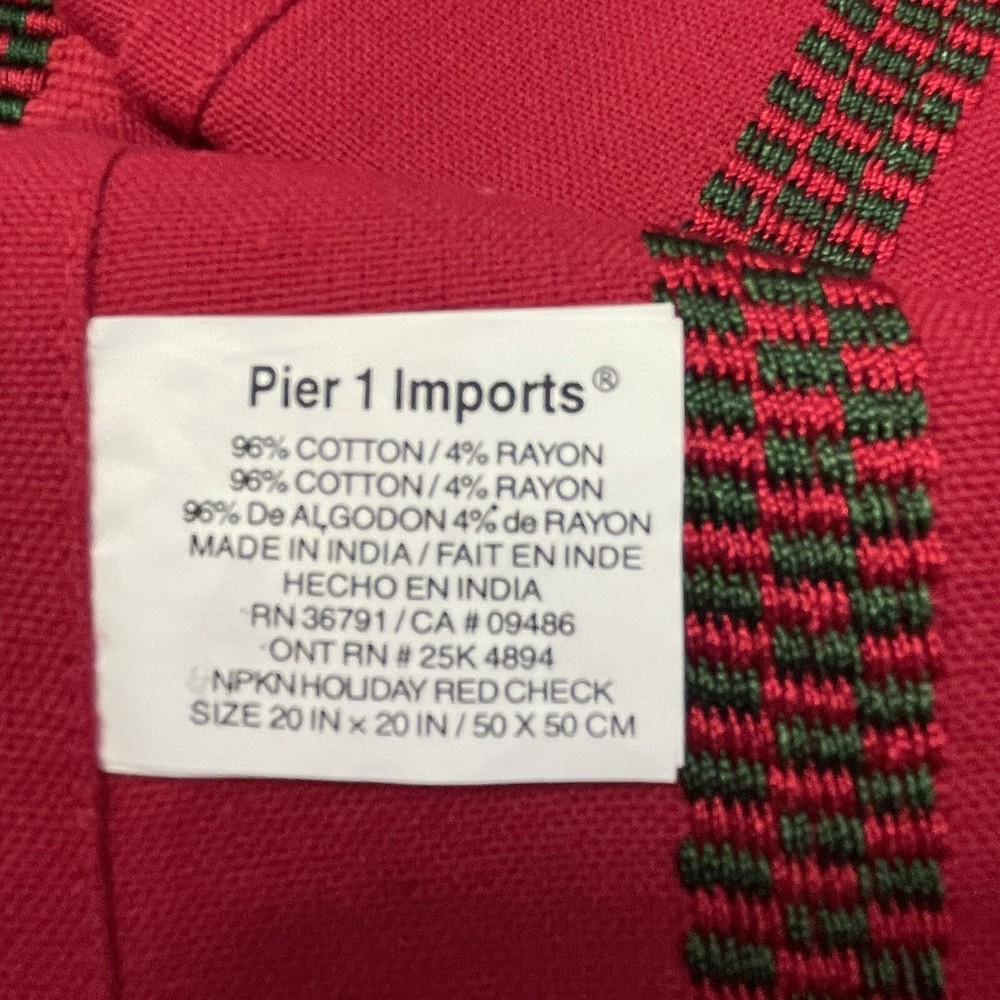 Pier 1 Imports®
96% COTTON / 4% RAYON
96% COTTON / 4% RAYON
96% De ALGODON 4% de RAYON
MADE IN INDIA / FAIT EN INDE
HECHO EN INDIA
RN 36791 / CA # 09486
ONT RN # 25K 4894
NPKN HOLIDAY RED CHECK
SIZE 20 IN x 20 IN / 50 X 50 CM